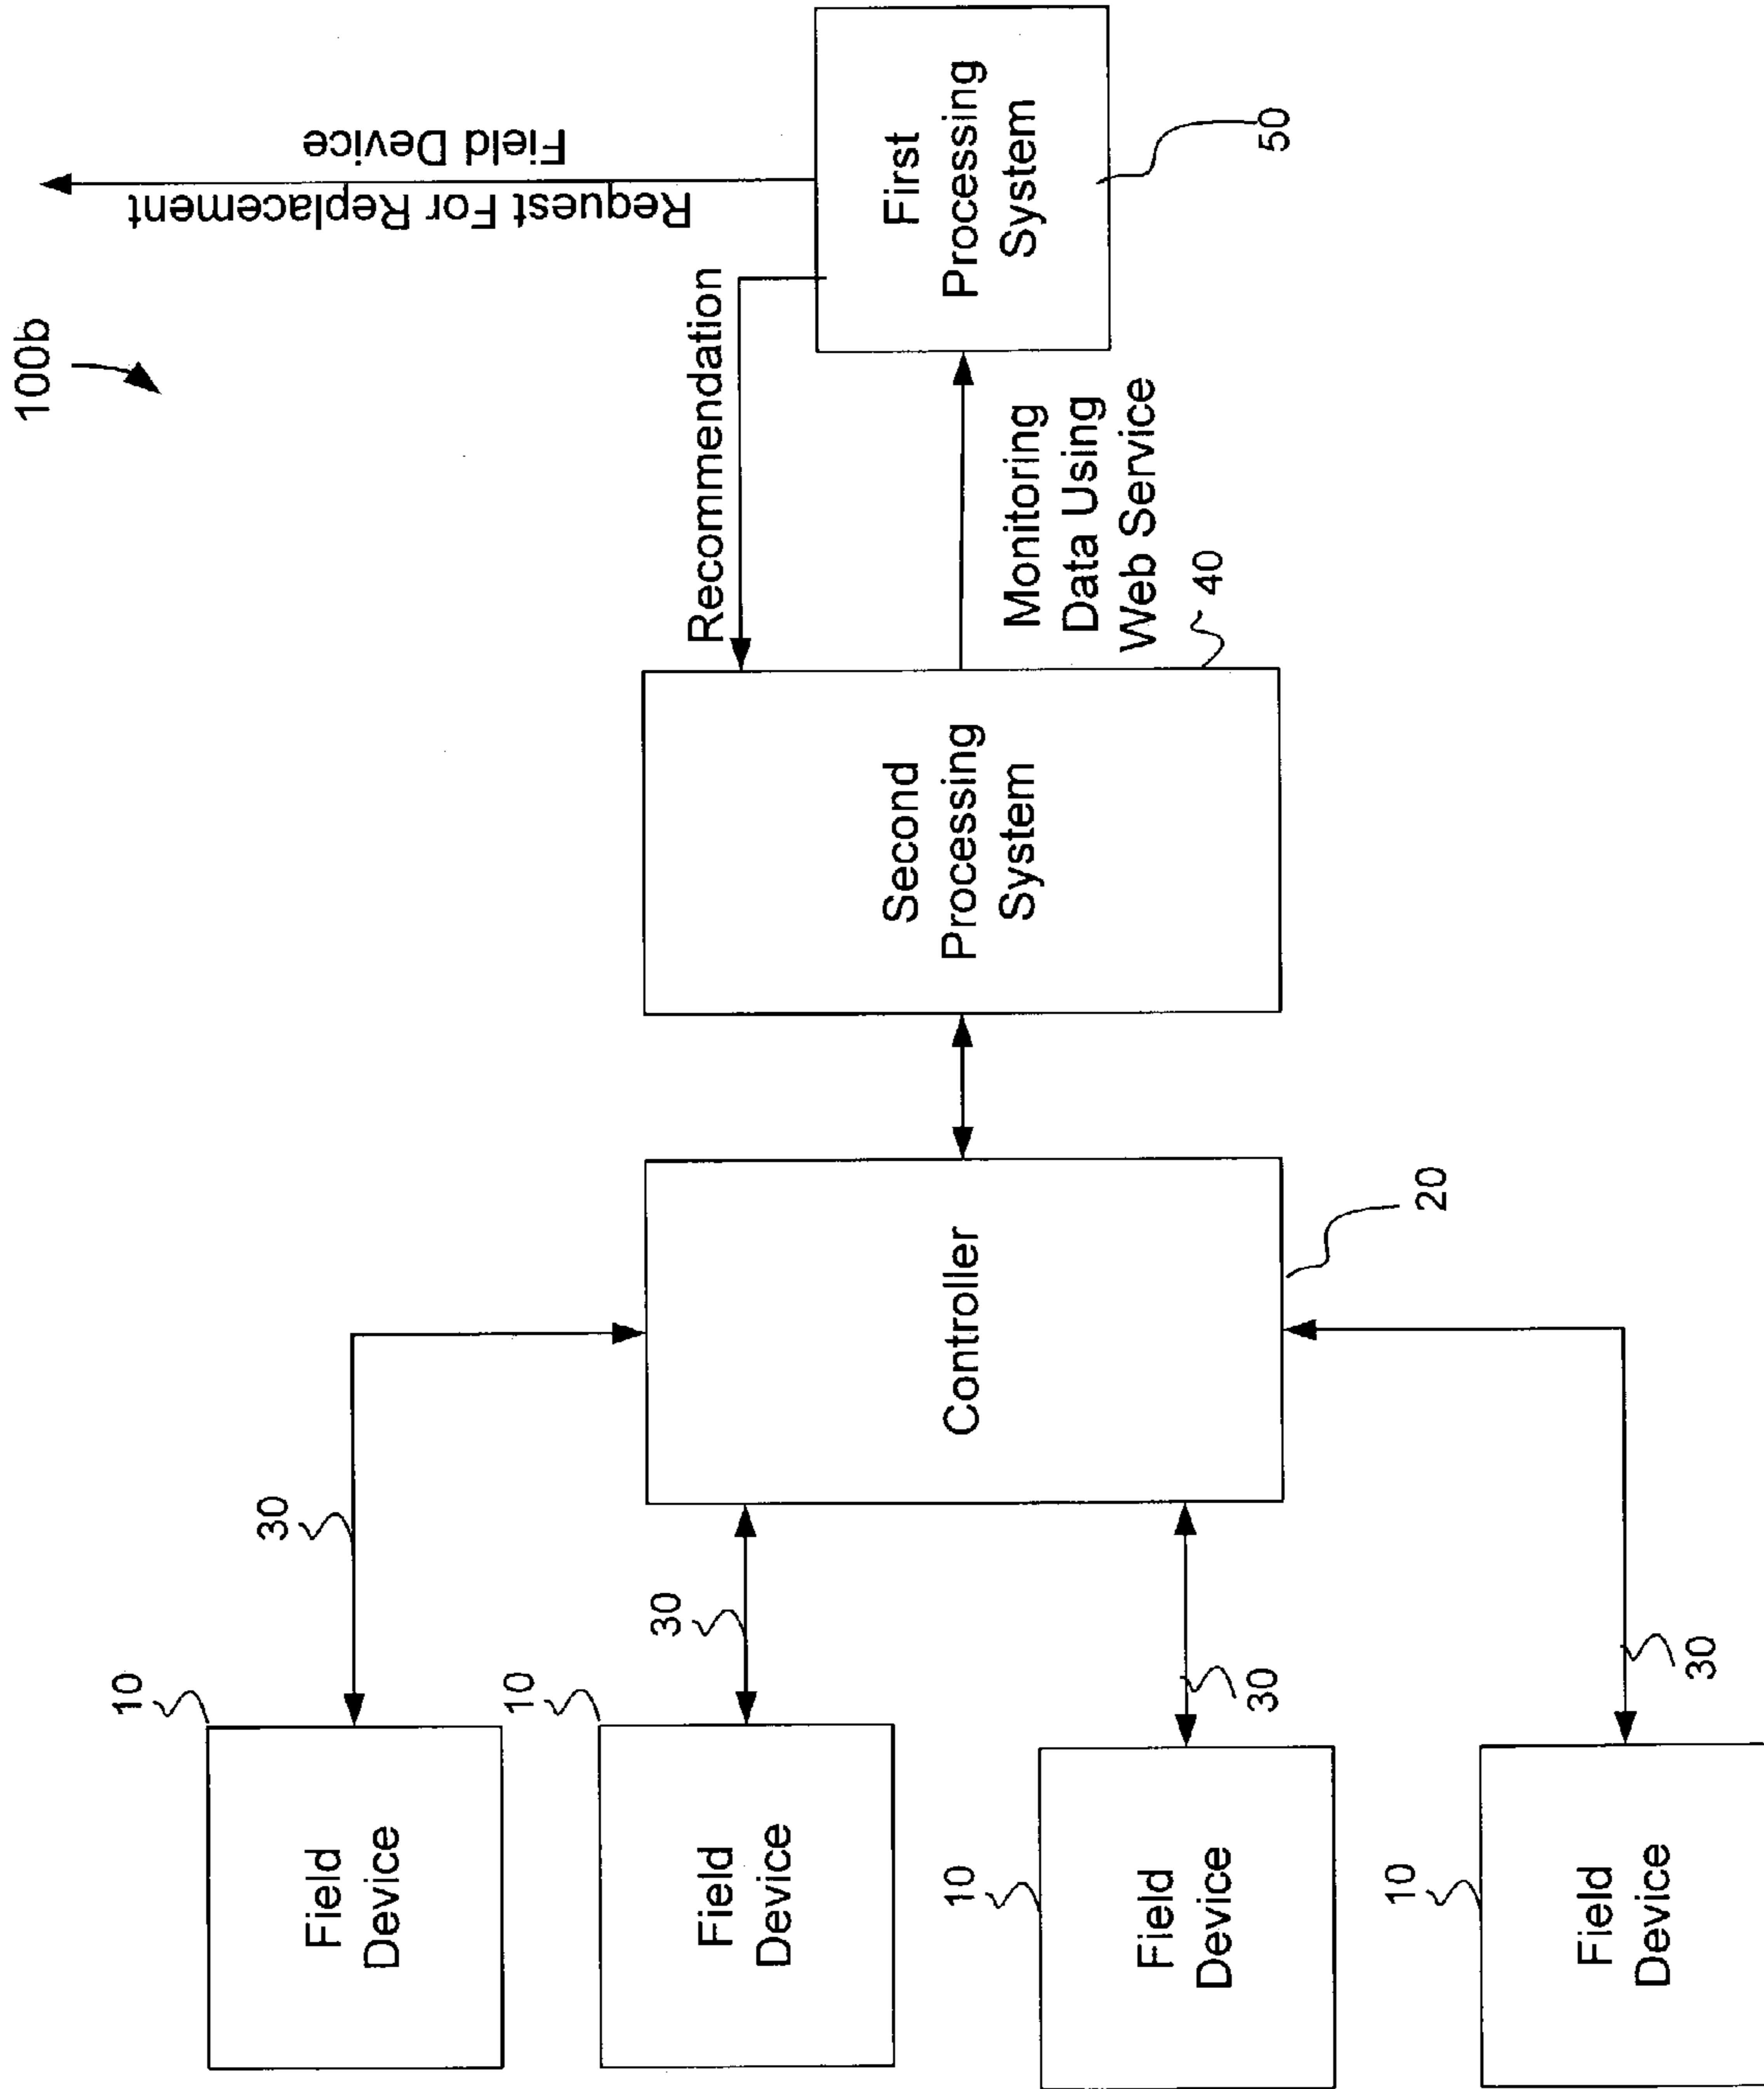 100b
Request For Replacement
Field Device
Recommendation
First
Processing
System
50
Monitoring
Data Using
Web Service
Second
Processing
System
40
Controller
20
30
30
30
30
10
Field
Device
10
Field
Device
10
Field
Device
10
Field
Device